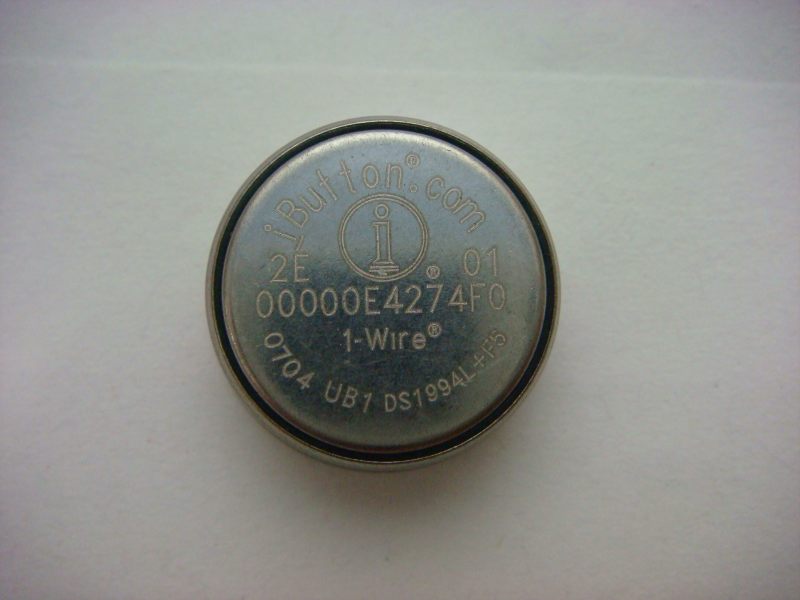 iButton®.com
i®
2E 01
00000E4274F0
1-Wire®
0704 UB1 DS1994L+F5